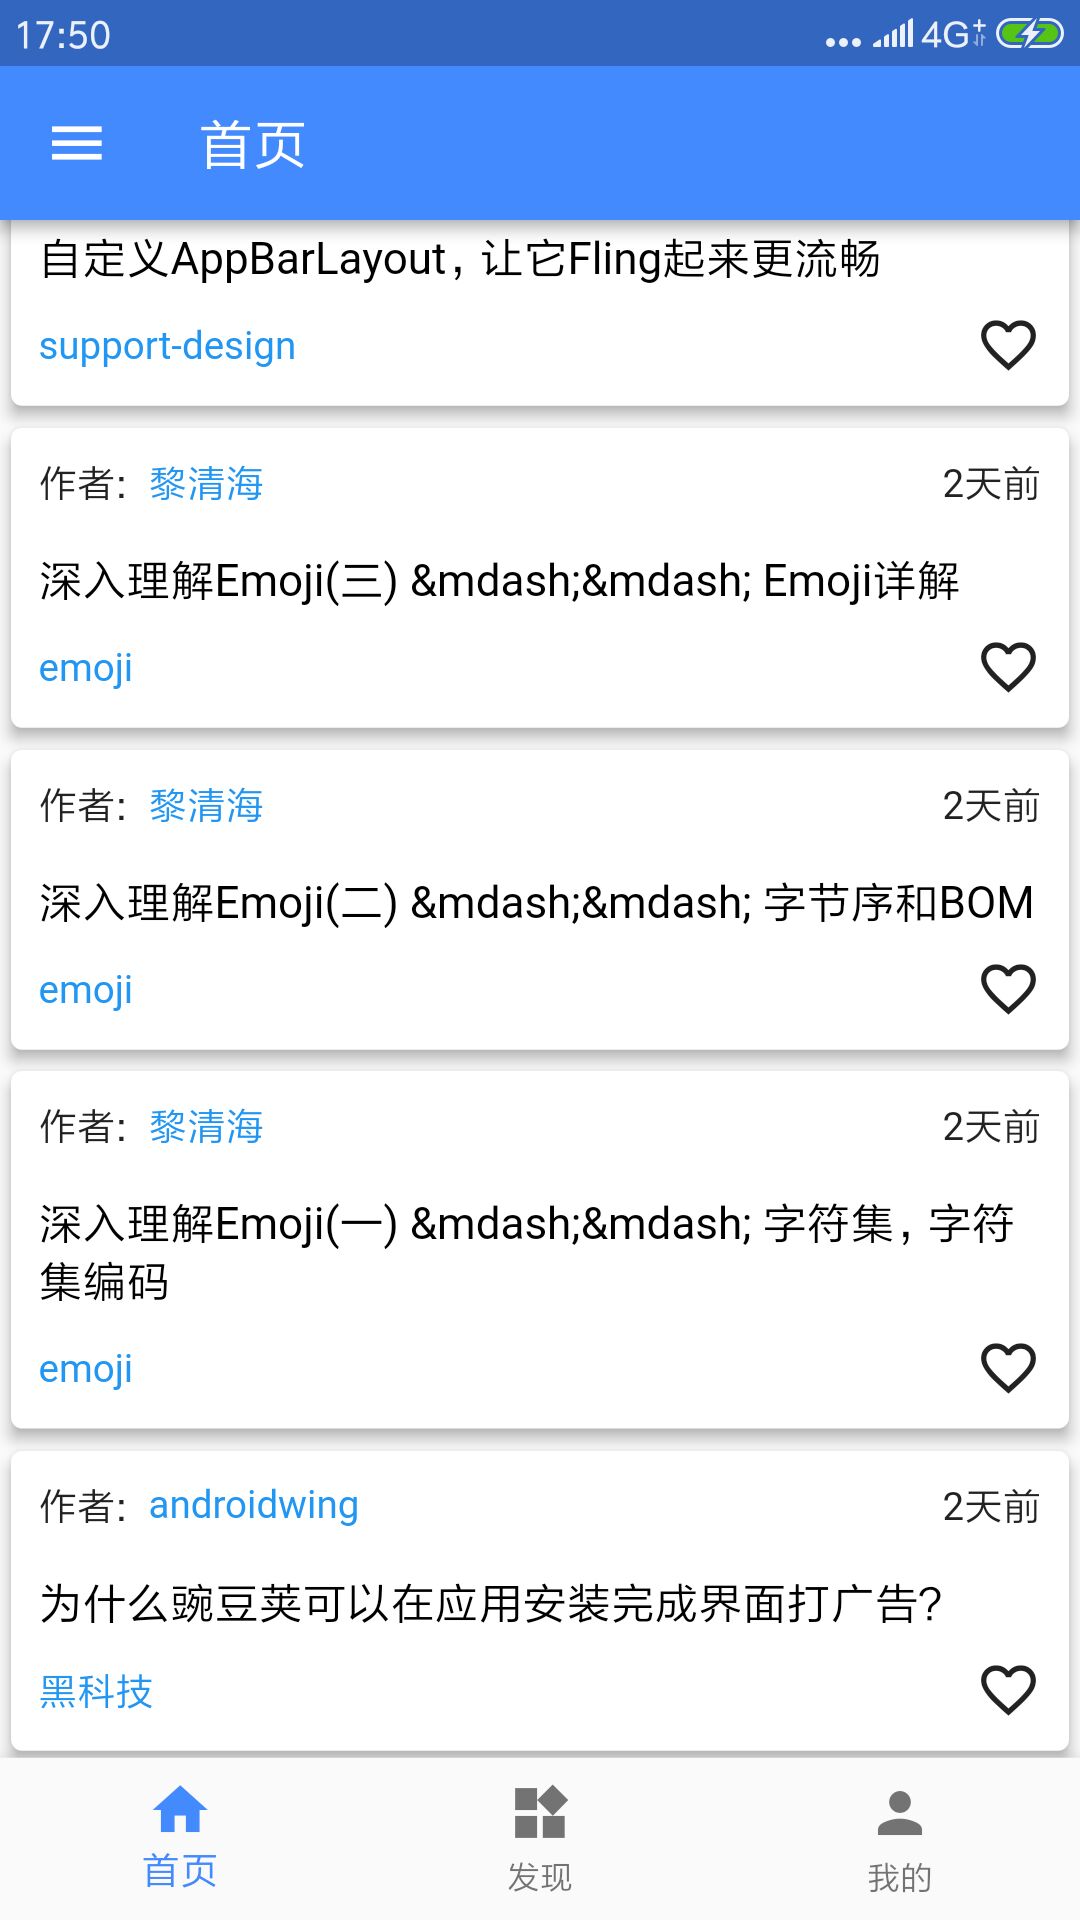 17:50 4G+
首页
自定义AppBarLayout，让它Fling起来更流畅
support-design
作者：黎清海 2天前
深入理解Emoji(三) &mdash;&mdash; Emoji详解
emoji
作者：黎清海 2天前
深入理解Emoji(二) &mdash;&mdash; 字节序和BOM
emoji
作者：黎清海 2天前
深入理解Emoji(一) &mdash;&mdash; 字符集，字符
集编码
emoji
作者：androidwing 2天前
为什么豌豆荚可以在应用安装完成界面打广告？
黑科技
首页 发现 我的